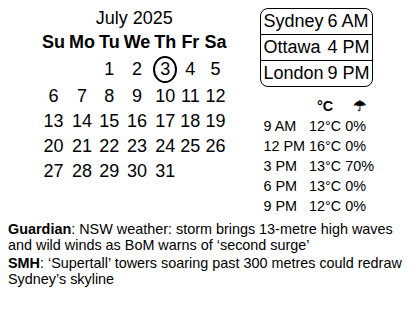 July 2025
Su Mo Tu We Th Fr Sa
1 2 3 4 5
6 7 8 9 10 11 12
13 14 15 16 17 18 19
20 21 22 23 24 25 26
27 28 29 30 31
Sydney 6 AM
Ottawa 4 PM
London 9 PM
°C ☂
9 AM 12°C 0%
12 PM 16°C 0%
3 PM 13°C 70%
6 PM 13°C 0%
9 PM 12°C 0%
Guardian: NSW weather: storm brings 13-metre high waves
and wild winds as BoM warns of ‘second surge’
SMH: ‘Supertall’ towers soaring past 300 metres could redraw
Sydney’s skyline